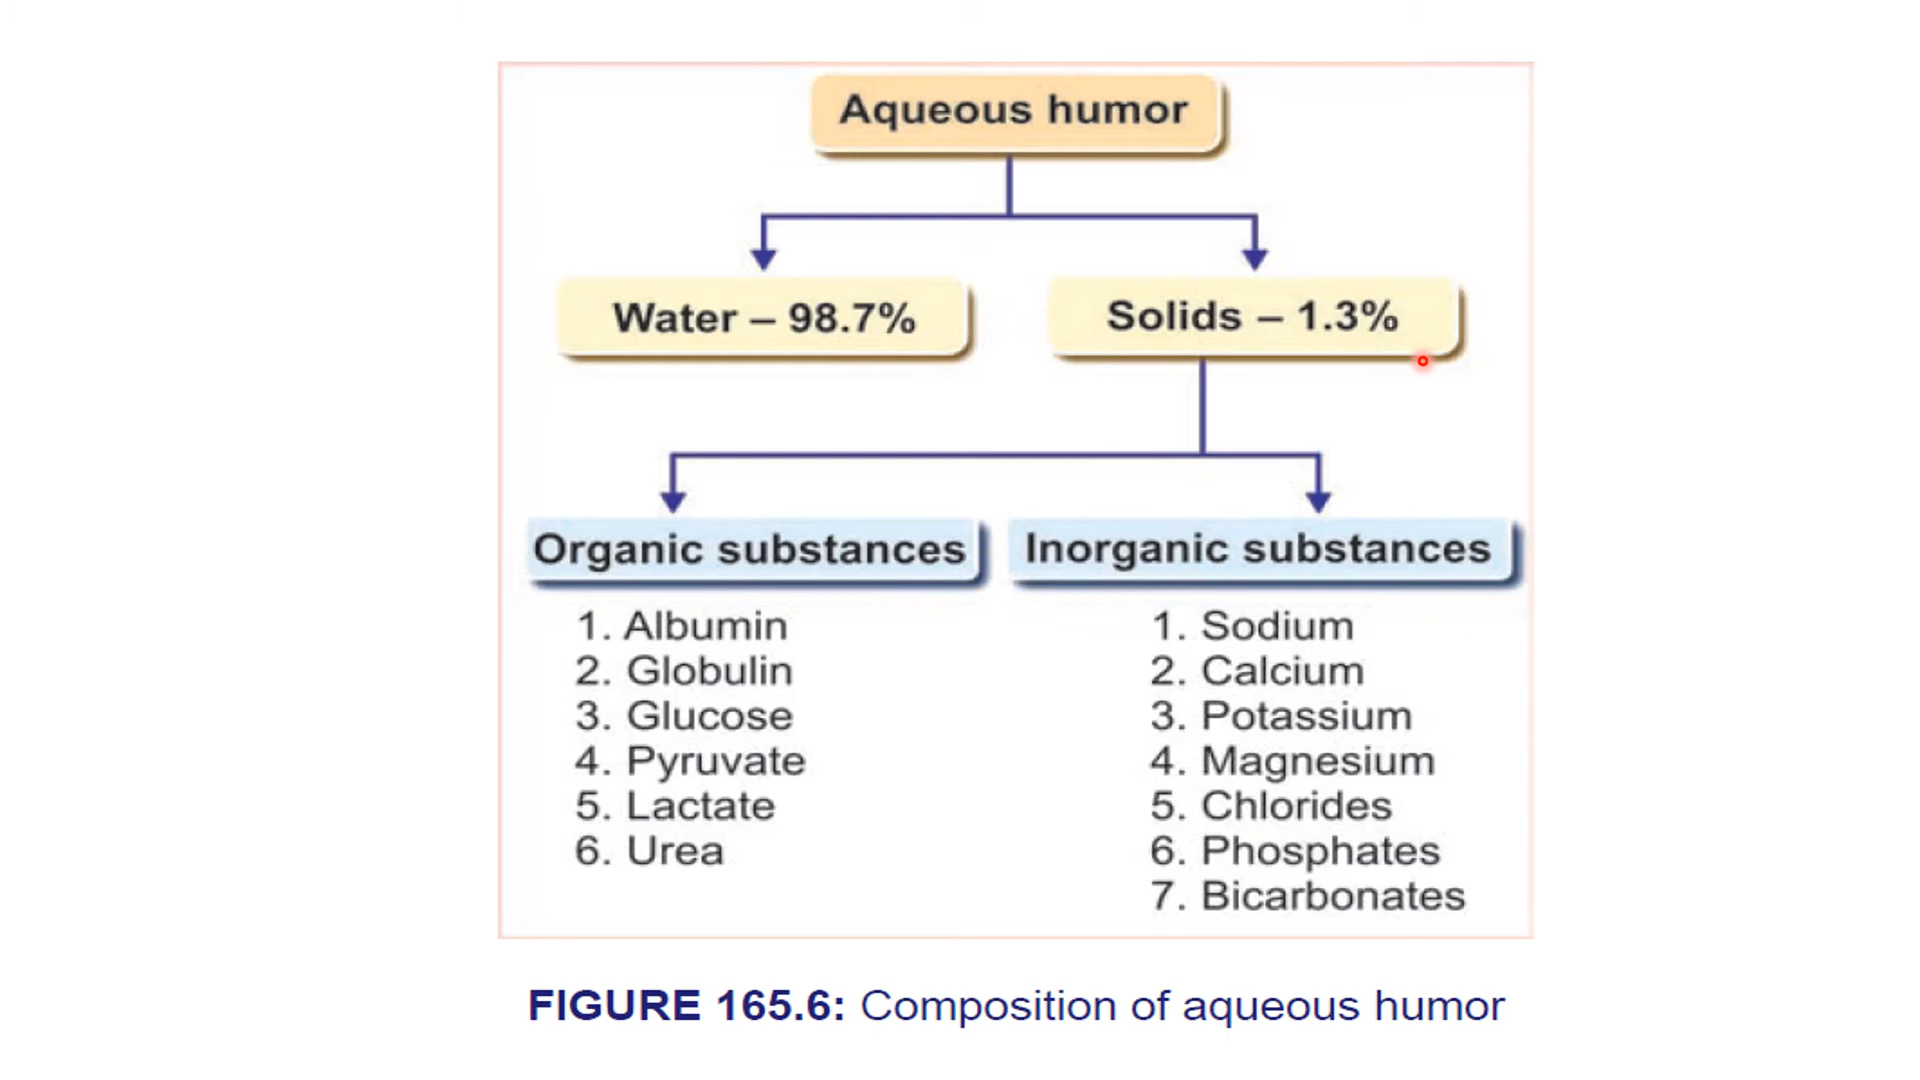 Aqueous humor
Water – 98.7%
Solids – 1.3%
Organic substances
1. Albumin
2. Globulin
3. Glucose
4. Pyruvate
5. Lactate
6. Urea
Inorganic substances
1. Sodium
2. Calcium
3. Potassium
4. Magnesium
5. Chlorides
6. Phosphates
7. Bicarbonates
FIGURE 165.6: Composition of aqueous humor